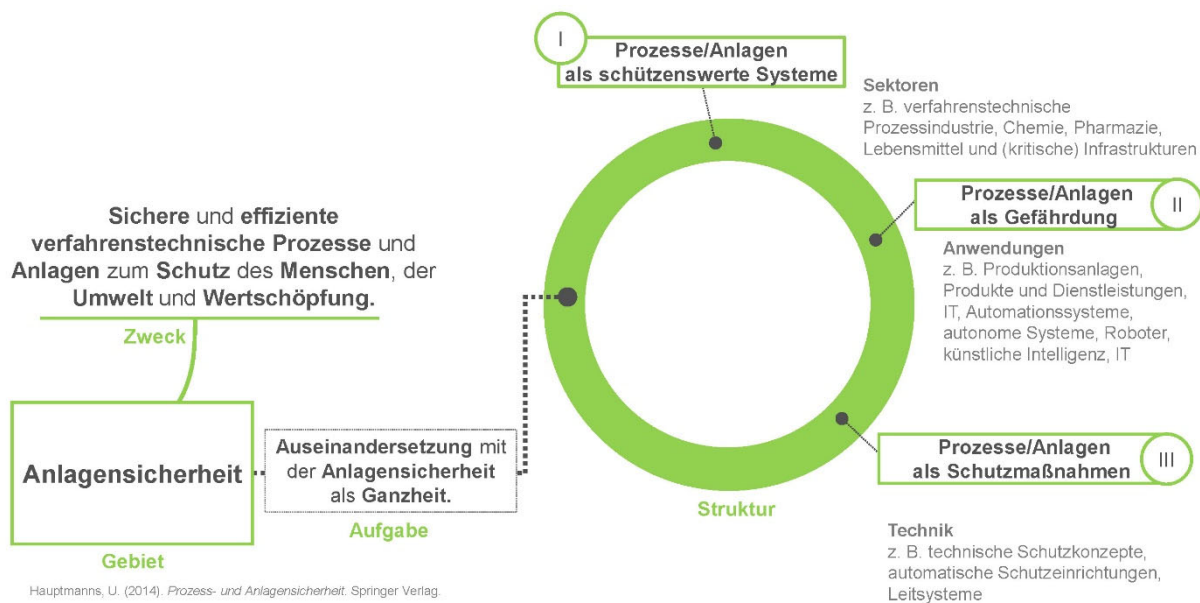 I
Prozesse/Anlagen
als schützenswerte Systeme
Sektoren
z. B. verfahrenstechnische
Prozessindustrie, Chemie, Pharmazie,
Lebensmittel und (kritische) Infrastrukturen
Prozesse/Anlagen
als Gefährdung
II
Anwendungen
z. B. Produktionsanlagen,
Produkte und Dienstleistungen,
IT, Automationssysteme,
autonome Systeme, Roboter,
künstliche Intelligenz, IT
Prozesse/Anlagen
als Schutzmaßnahmen
III
Technik
z. B. technische Schutzkonzepte,
automatische Schutzeinrichtungen,
Leitsysteme
Struktur
Sichere und effiziente
verfahrenstechnische Prozesse und
Anlagen zum Schutz des Menschen, der
Umwelt und Wertschöpfung.
Zweck
Anlagensicherheit
Gebiet
Auseinandersetzung mit
der Anlagensicherheit
als Ganzheit.
Aufgabe
Hauptmanns, U. (2014). Prozess- und Anlagensicherheit. Springer Verlag.